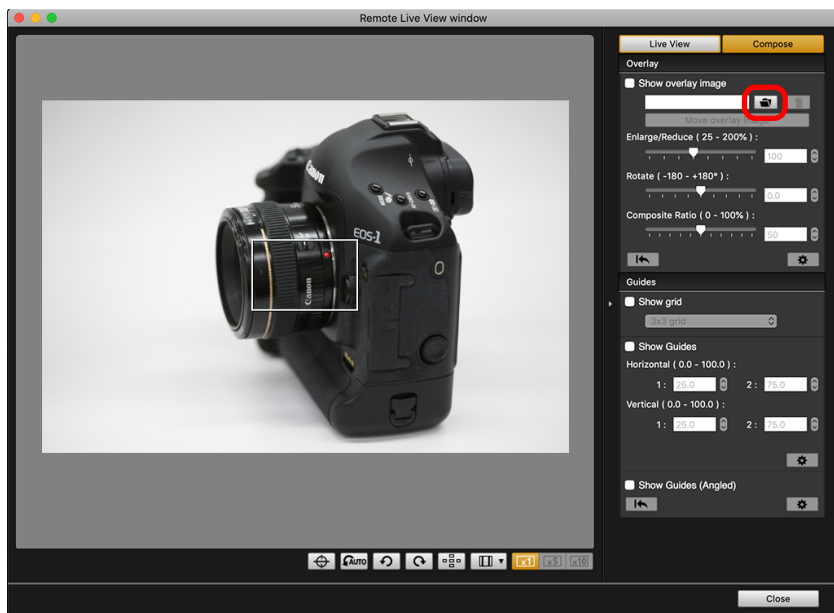 Remote Live View window
Live View Compose
Overlay
Show overlay image
Move overlay image
Enlarge/Reduce ( 25 - 200% ) :
100
Rotate ( -180 - +180° ) :
0.0
Composite Ratio ( 0 - 100% ) :
50
Guides
Show grid
3x3 grid
Show Guides
Horizontal ( 0.0 - 100.0 ) :
1 : 25.0 2 : 75.0
Vertical ( 0.0 - 100.0 ) :
1 : 25.0 2 : 75.0
Show Guides (Angled)
Canon
EOS-1
Canon
AUTO x1 x5 x10
Close